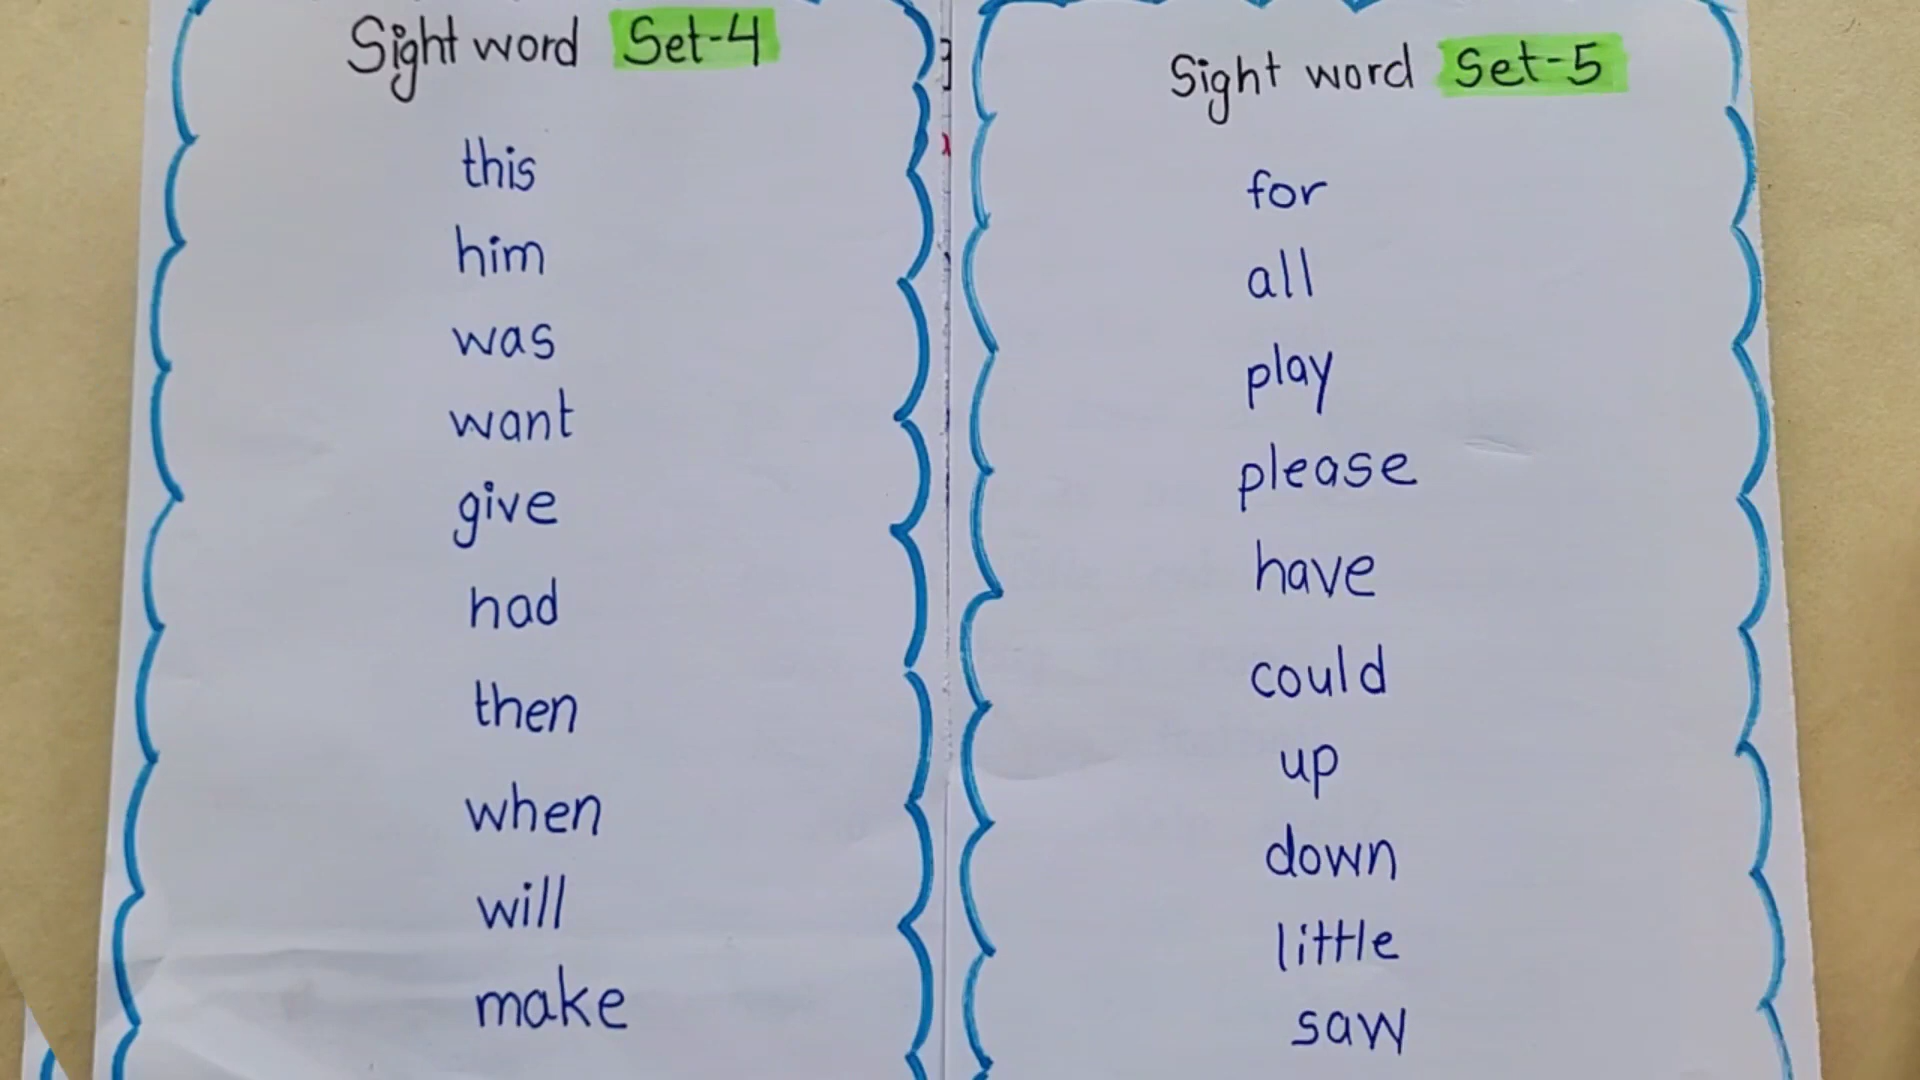 Sight word Set-4
this
him
was
want
give
had
then
when
will
make
Sight word Set-5
for
all
play
please
have
could
up
down
little
saw